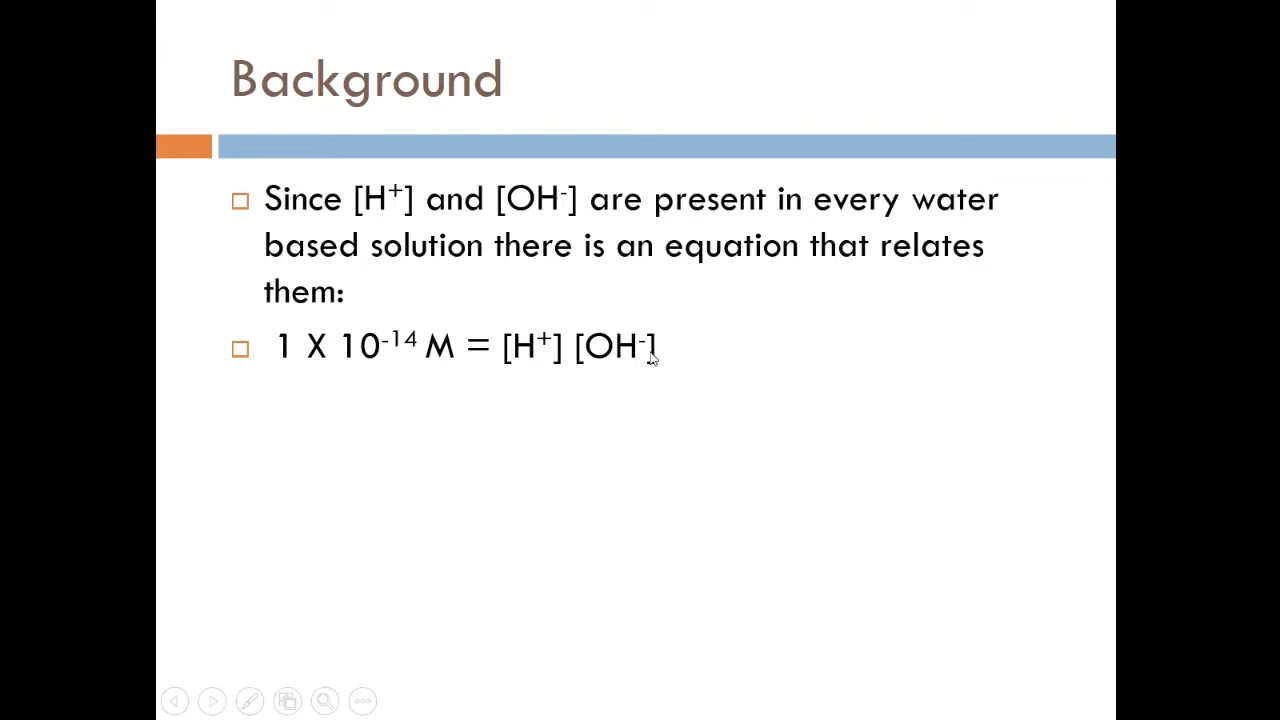 Background
Since [H⁺] and [OH⁻] are present in every water
based solution there is an equation that relates
them:
1 X 10⁻¹⁴ M = [H⁺] [OH⁻]